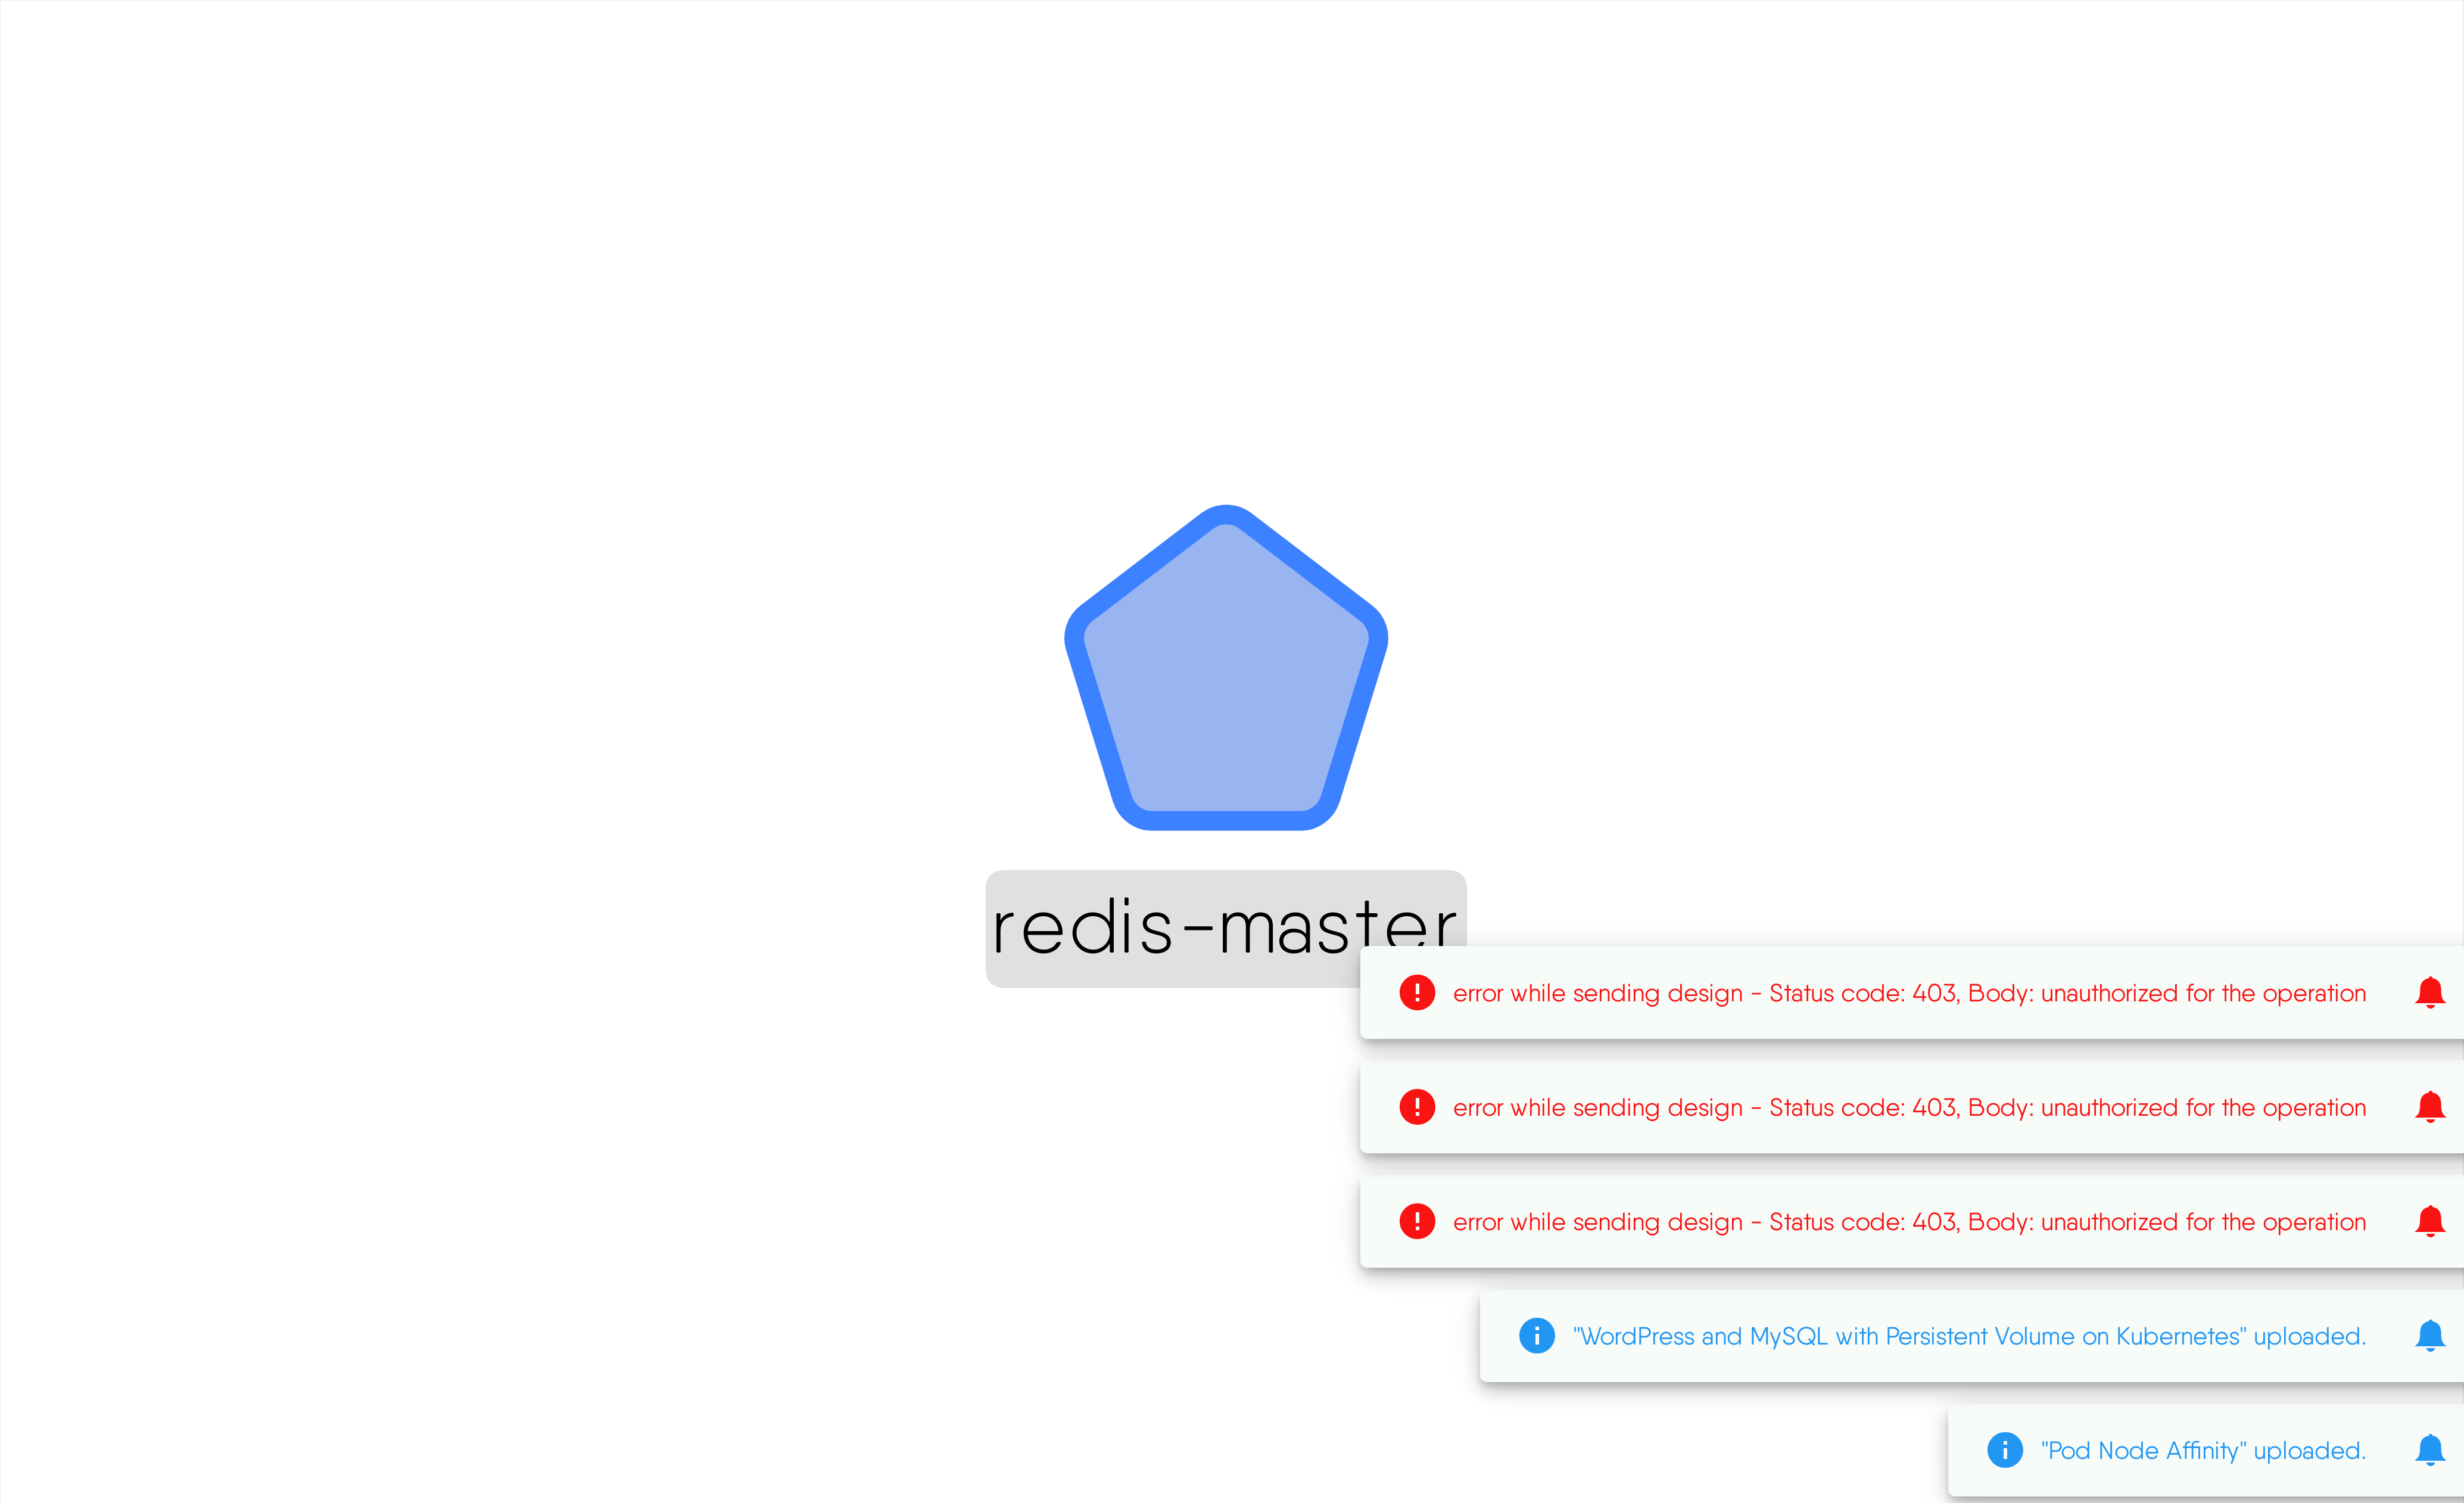 redis-master
error while sending design - Status code: 403, Body: unauthorized for the operation
error while sending design - Status code: 403, Body: unauthorized for the operation
error while sending design - Status code: 403, Body: unauthorized for the operation
"WordPress and MySQL with Persistent Volume on Kubernetes" uploaded.
"Pod Node Affinity" uploaded.